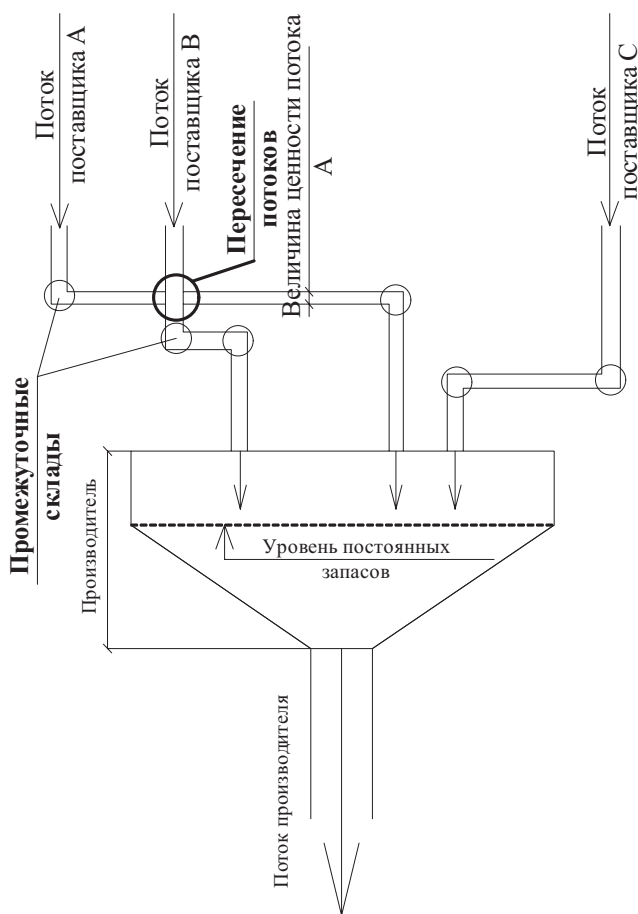 Поток
поставщика А
Поток
поставщика В
Пересечение
потоков
Величина ценности потока
А
Поток
поставщика С
Промежуточные
склады
Производитель
Уровень постоянных
запасов
Поток производителя